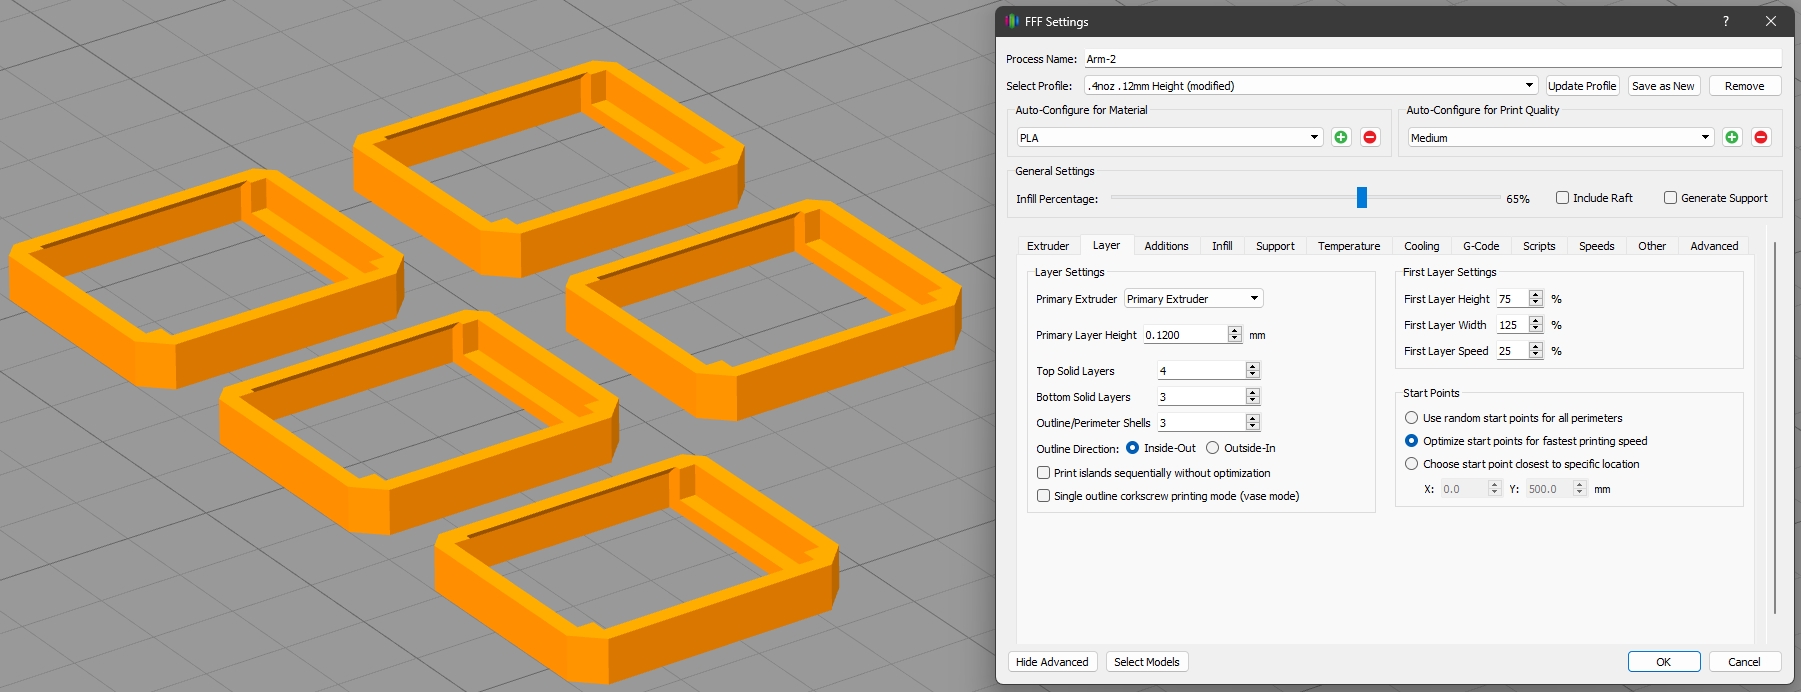 FFF Settings ?
Process Name: Arm-2
Select Profile: .4noz .12mm Height (modified) Update Profile Save as New Remove
Auto-Configure for Material Auto-Configure for Print Quality
PLA Medium
General Settings
Infill Percentage: 65% Include Raft Generate Support
Extruder Layer Additions Infill Support Temperature Cooling G-Code Scripts Speeds Other Advanced
Layer Settings
Primary Extruder Primary Extruder
Primary Layer Height 0.1200 mm
Top Solid Layers 4
Bottom Solid Layers 3
Outline/Perimeter Shells 3
Outline Direction: Inside-Out Outside-In
Print islands sequentially without optimization
Single outline corkscrew printing mode (vase mode)
First Layer Settings
First Layer Height 75 %
First Layer Width 125 %
First Layer Speed 25 %
Start Points
Use random start points for all perimeters
Optimize start points for fastest printing speed
Choose start point closest to specific location
X: 0.0 Y: 500.0 mm
Hide Advanced Select Models OK Cancel